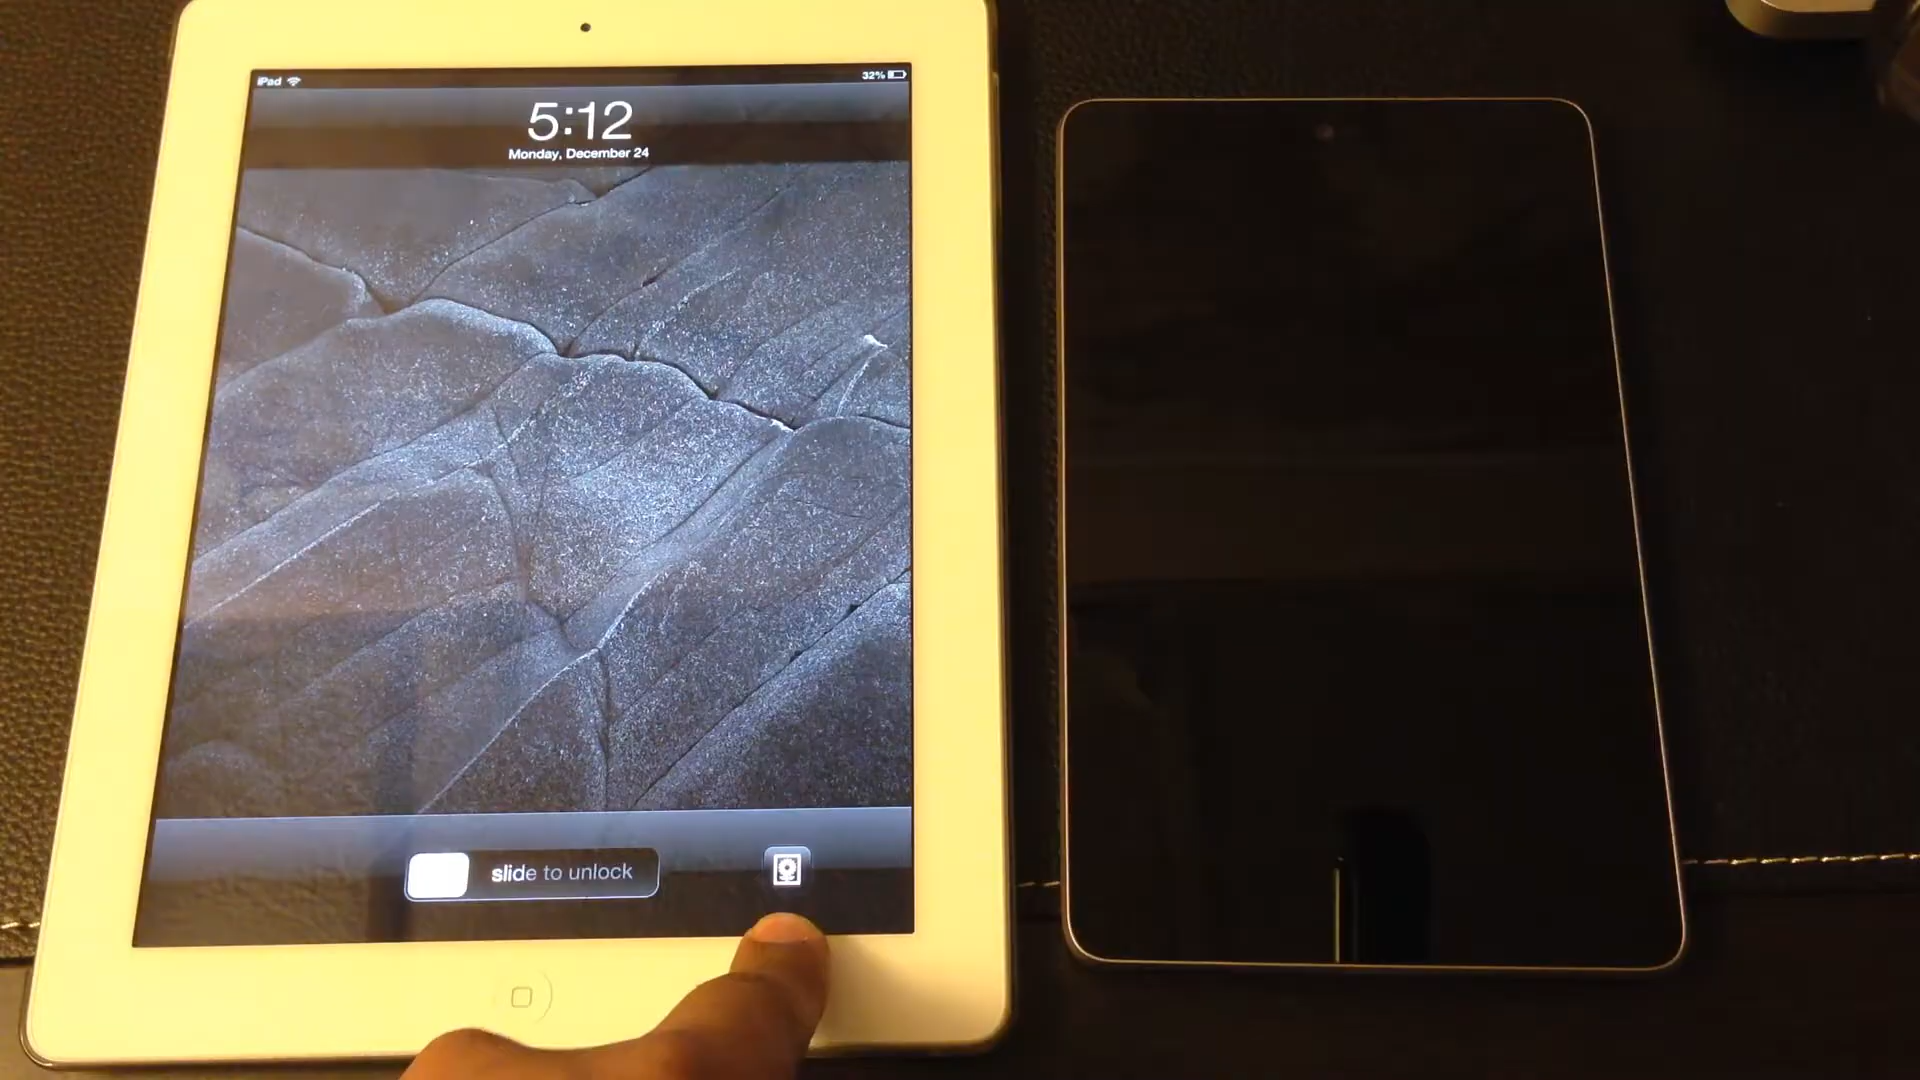 iPad
32%
5:12
Monday, December 24
slide to unlock